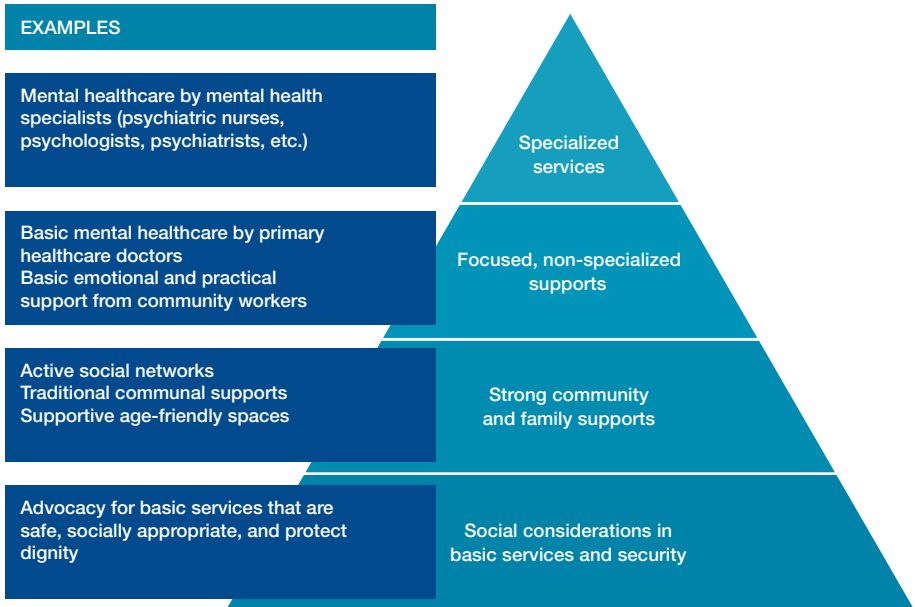 EXAMPLES
Mental healthcare by mental health
specialists (psychiatric nurses,
psychologists, psychiatrists, etc.)
Specialized
services
Basic mental healthcare by primary
healthcare doctors
Basic emotional and practical
support from community workers
Focused, non-specialized
supports
Active social networks
Traditional communal supports
Supportive age-friendly spaces
Strong community
and family supports
Advocacy for basic services that are
safe, socially appropriate, and protect
dignity
Social considerations in
basic services and security